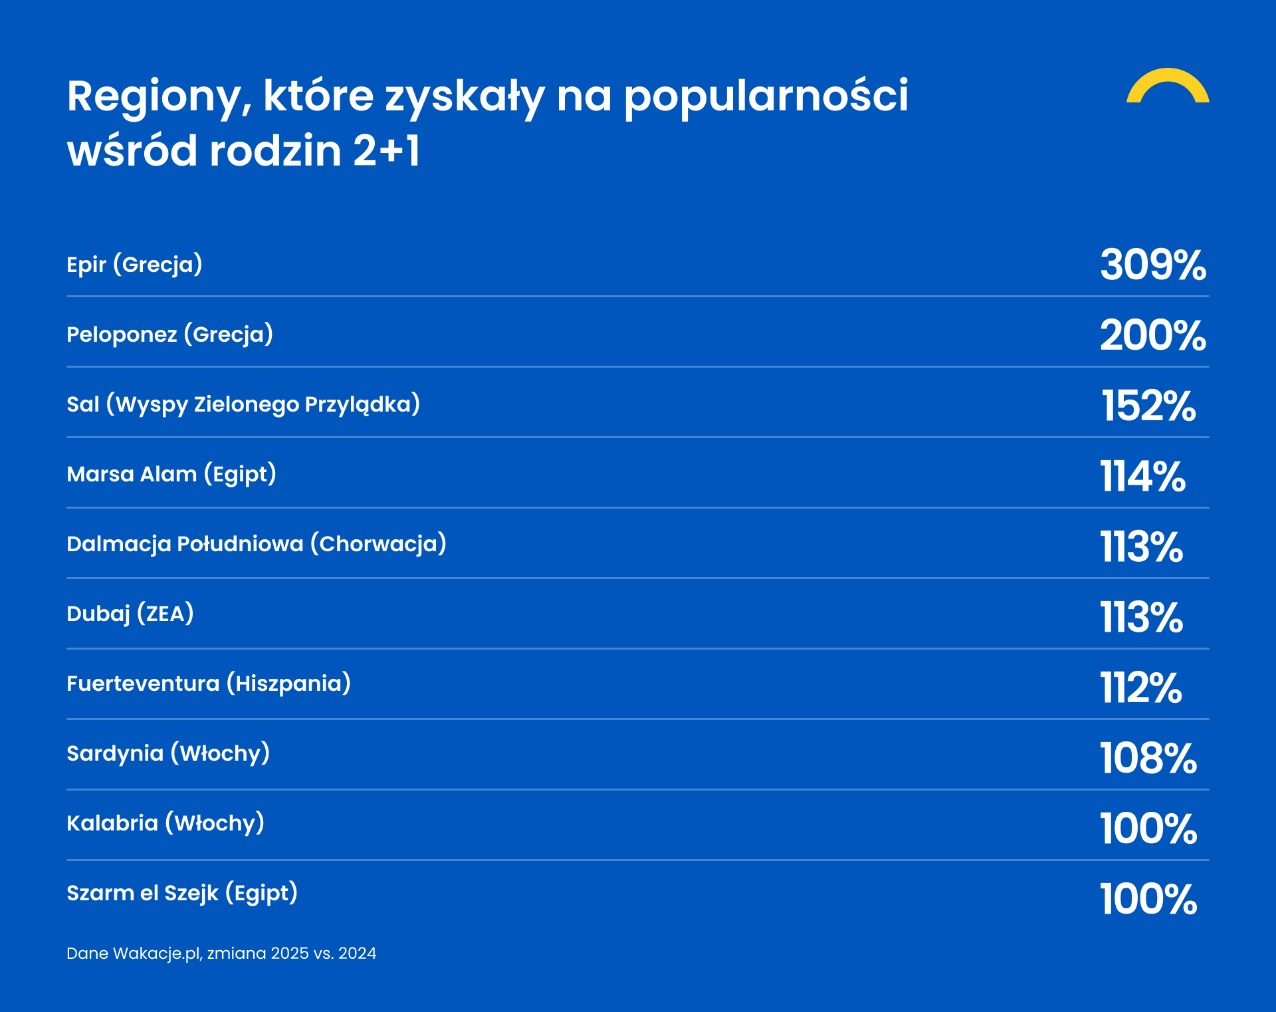 Regiony, które zyskały na popularności
wśród rodzin 2+1
Epir (Grecja) 309%
Peloponez (Grecja) 200%
Sal (Wyspy Zielonego Przylądka) 152%
Marsa Alam (Egipt) 114%
Dalmacja Południowa (Chorwacja) 113%
Dubaj (ZEA) 113%
Fuerteventura (Hiszpania) 112%
Sardynia (Włochy) 108%
Kalabria (Włochy) 100%
Szarm el Szejk (Egipt) 100%
Dane Wakacje.pl, zmiana 2025 vs. 2024